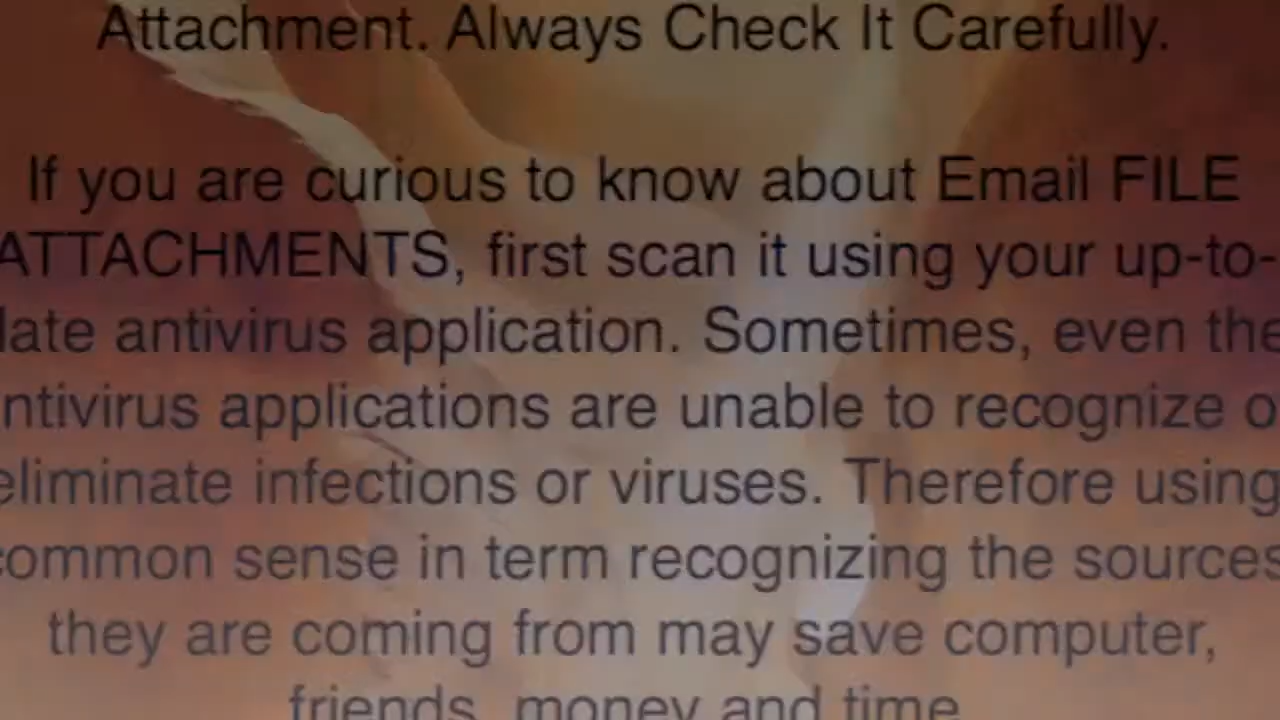 Attachment. Always Check It Carefully.
If you are curious to know about Email FILE
ATTACHMENTS, first scan it using your up-to-
late antivirus application. Sometimes, even the
ntivirus applications are unable to recognize o
eliminate infections or viruses. Therefore using
common sense in term recognizing the sources
they are coming from may save computer,
friends, money and time